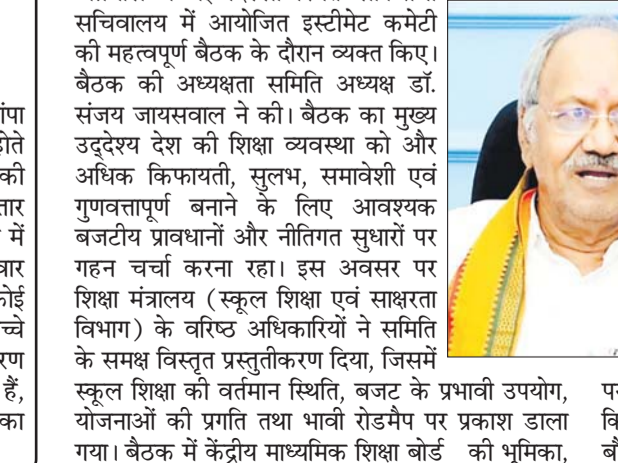 सचिवालय में आयोजित इस्टीमेट कमेटी
की महत्वपूर्ण बैठक के दौरान व्यक्त किए।
बैठक की अध्यक्षता समिति अध्यक्ष डॉ.
संजय जायसवाल ने की। बैठक का मुख्य
उद्देश्य देश की शिक्षा व्यवस्था को और
अधिक किफायती, सुलभ, समावेशी एवं
गुणवत्तापूर्ण बनाने के लिए आवश्यक
बजटीय प्रावधानों और नीतिगत सुधारों पर
गहन चर्चा करना रहा। इस अवसर पर
शिक्षा मंत्रालय (स्कूल शिक्षा एवं साक्षरता
विभाग) के वरिष्ठ अधिकारियों ने समिति
के समक्ष विस्तृत प्रस्तुतीकरण दिया, जिसमें
स्कूल शिक्षा की वर्तमान स्थिति, बजट के प्रभावी उपयोग,
योजनाओं की प्रगति तथा भावी रोडमैप पर प्रकाश डाला
गया। बैठक में केंद्रीय माध्यमिक शिक्षा बोर्ड की भूमिका,